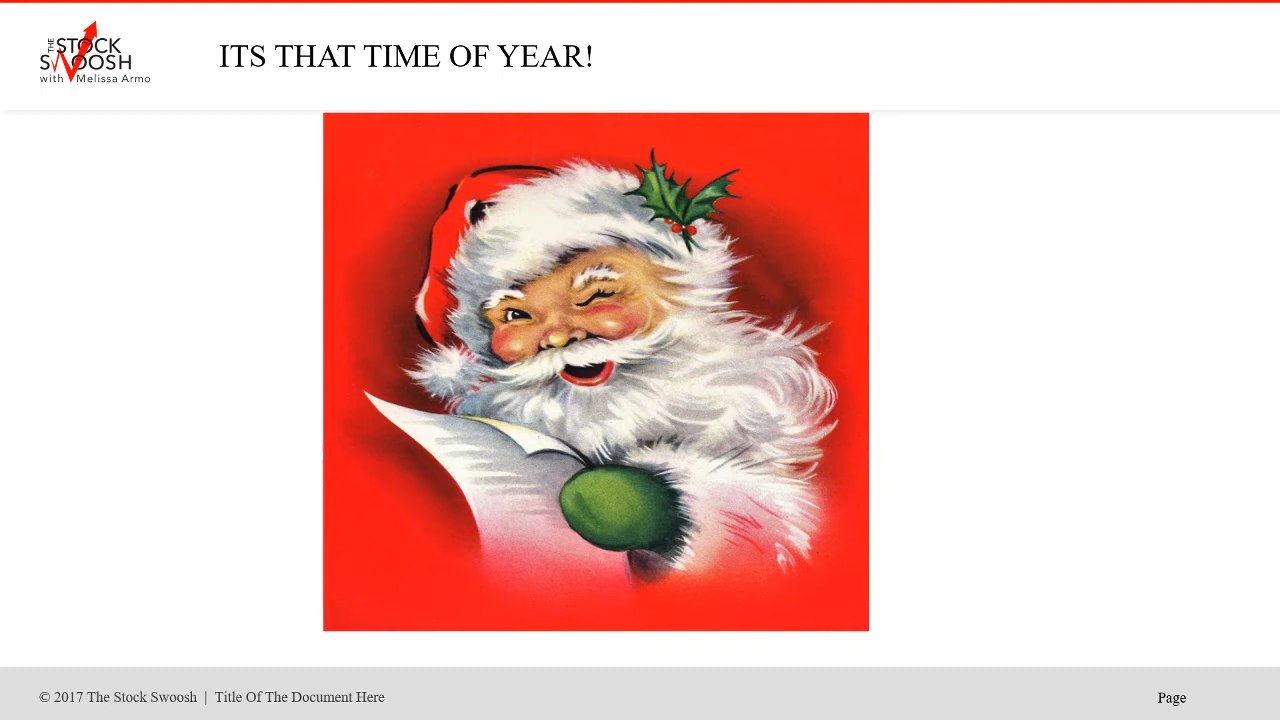 THE
STOCK
SWOOSH
with Melissa Armo
ITS THAT TIME OF YEAR!
© 2017 The Stock Swoosh | Title Of The Document Here
Page